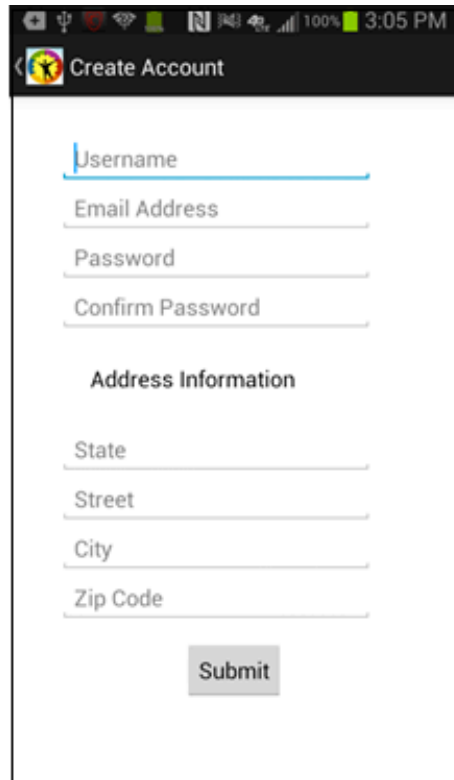 100% 3:05 PM
Create Account
Username
Email Address
Password
Confirm Password
Address Information
State
Street
City
Zip Code
Submit